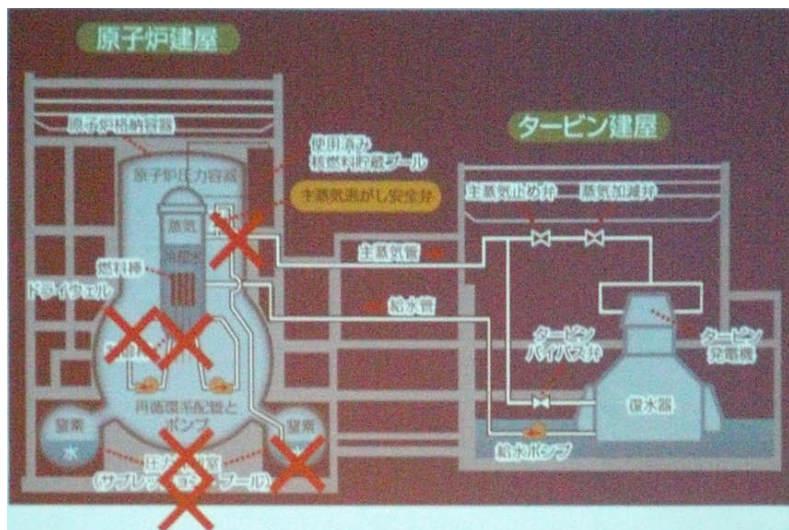 原子炉建屋
タービン建屋
原子炉格納容器
使用済み
核燃料貯蔵プール
原子炉圧力容器
主蒸気逃がし安全弁
主蒸気止め弁
蒸気加減弁
蒸気
冷却水
主蒸気管
燃料棒
ドライウェル
給水管
タービン
バイパス弁
タービン
発電機
再循環系配管と
ポンプ
復水器
窒素
水
窒素
水
給水ポンプ